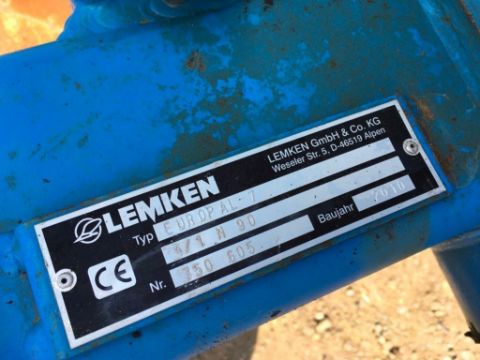 LEMKEN
LEMKEN GmbH & Co. KG
Weseler Str. 5, D-46519 Alpen
Typ EUROPAL 7
4/1 N 90
Baujahr 2010
CE
Nr. 350 605